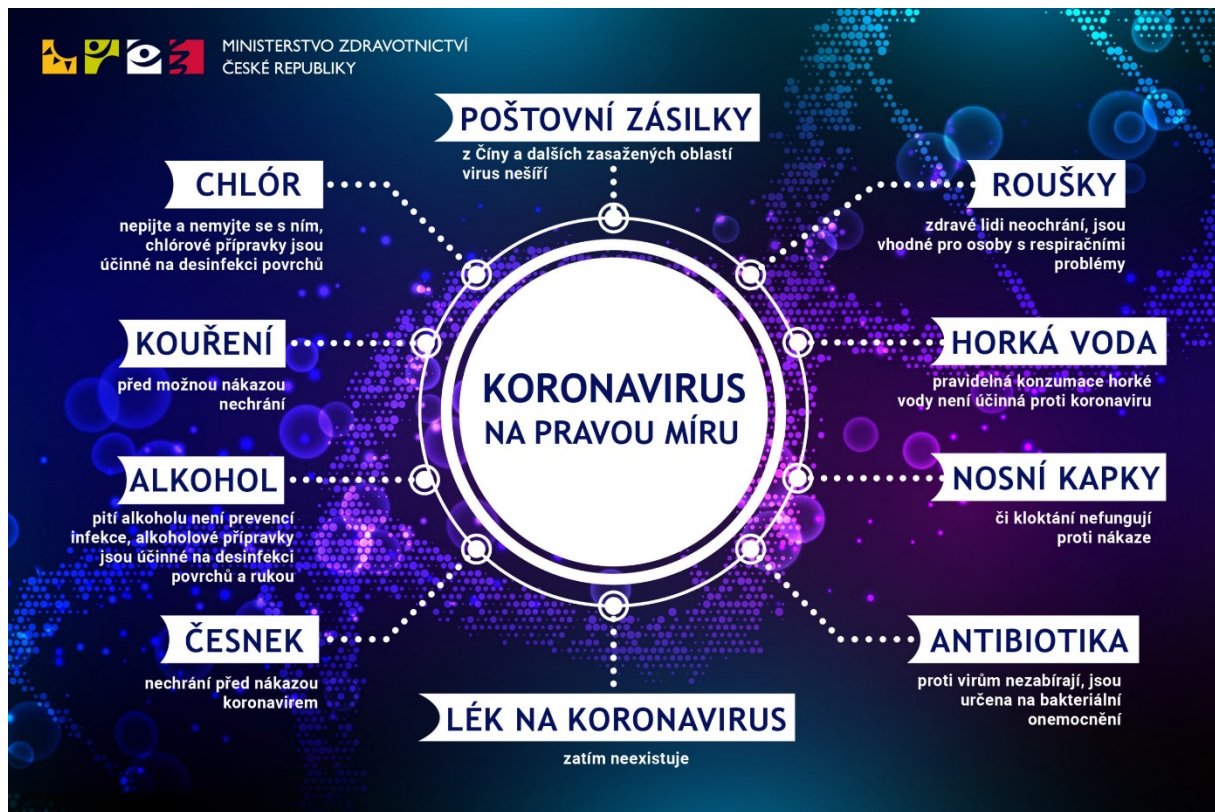 MINISTERSTVO ZDRAVOTNICTVÍ
ČESKÉ REPUBLIKY
POŠTOVNÍ ZÁSILKY
z Číny a dalších zasažených oblastí
virus nešíří
CHLÓR
nepijte a nemyjte se s ním,
chlórové přípravky jsou
účinné na desinfekci povrchů
ROUŠKY
zdravé lidi neochrání, jsou
vhodné pro osoby s respiračními
problémy
KOUŘENÍ
před možnou nákazou
nechrání
HORKÁ VODA
pravidelná konzumace horké
vody není účinná proti koronaviru
KORONAVIRUS
NA PRAVOU MÍRU
ALKOHOL
pití alkoholu není prevencí
infekce, alkoholové přípravky
jsou účinné na desinfekci
povrchů a rukou
NOSNÍ KAPKY
či kloktání nefungují
proti nákaze
ČESNEK
nechrání před nákazou
koronavirem
ANTIBIOTIKA
proti virům nezabírají, jsou
určena na bakteriální
onemocnění
LÉK NA KORONAVIRUS
zatím neexistuje